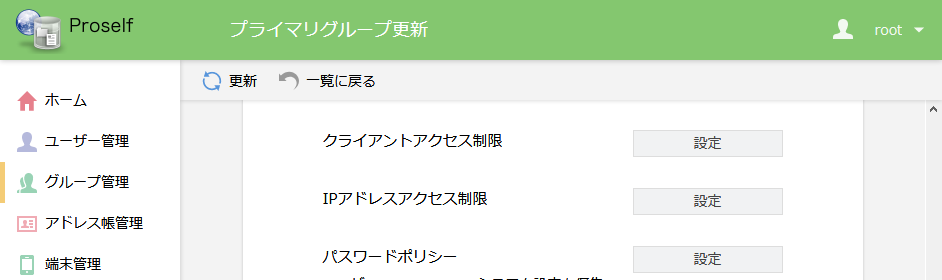 Proself
プライマリグループ更新
root
更新
一覧に戻る
ホーム
ユーザー管理
グループ管理
アドレス帳管理
端末管理
クライアントアクセス制限
設定
IPアドレスアクセス制限
設定
パスワードポリシー
設定